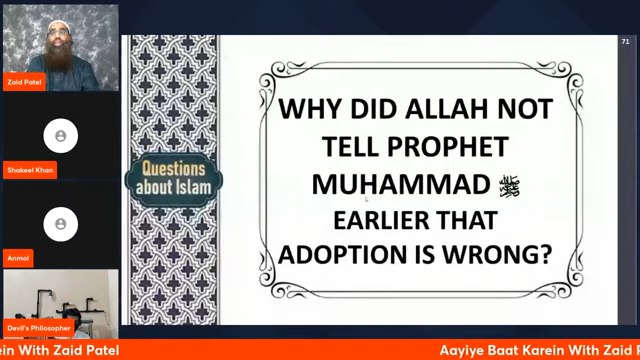 71
Zaid Patel
Shakeel Khan
Anmol
Devil's Philosopher
Questions
about Islam
WHY DID ALLAH NOT
TELL PROPHET
MUHAMMAD ﷺ
EARLIER THAT
ADOPTION IS WRONG?
ein With Zaid Patel
Aayiye Baat Karein With Zaid P